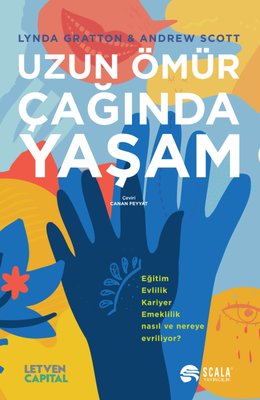 LYNDA GRATTON & ANDREW SCOTT
UZUN ÖMÜR
ÇAĞINDA
YAŞAM
Çeviri
CANAN FEYYAT
Eğitim
Evlilik
Kariyer
Emeklilik
nasıl ve nereye
evriliyor?
LETVEN
CAPITAL
SCALA
YAYINCILIK